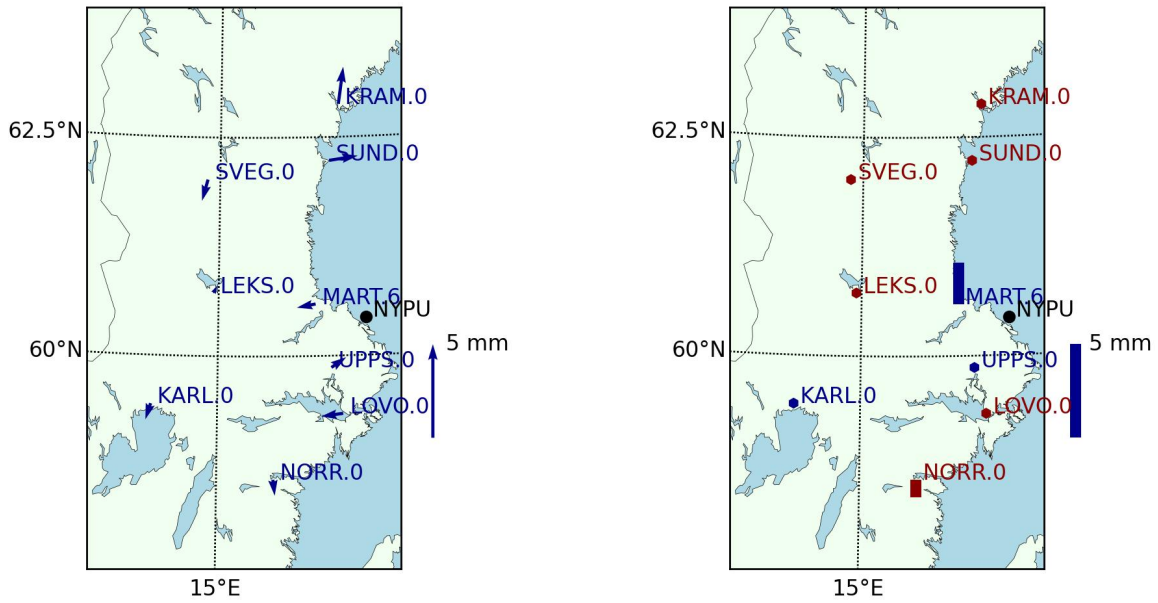 KRAM.0
62.5°N
SUND.0
SVEG.0
LEKS.0
MART.6
NYPU
5 mm
60°N
UPPS.0
KARL.0
LOVO.0
NORR.0
15°E
KRAM.0
62.5°N
SUND.0
SVEG.0
LEKS.0
MART.6
NYPU
5 mm
60°N
UPPS.0
KARL.0
LOVO.0
NORR.0
15°E